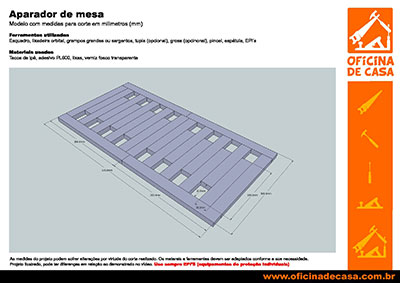 Aparador de mesa
Modelo com medidas para corte em milimetros (mm)
Ferramentas utilizadas
Esquadro, lixadeira orbital, grampos grandes ou sargentos, tupia (opcional), grosa (opcinonal), pincel, espátula, EPI's
Materiais usados
Tacos de Ipê, adesivo PL600, lixas, verniz fosco transparente
OFICINA
DE CASA
As medidas do projeto podem sofrer alterações por virtude do corte realizado. Os materiais e ferramentas devem ser adaptados conforme a sua necessidade.
Projeto ilustrado, pode ter diferenças em relação ao demonstrado no vídeo. Use sempre EPI'S (equipamentos de proteção individuais)
www.oficinadecasa.com.br